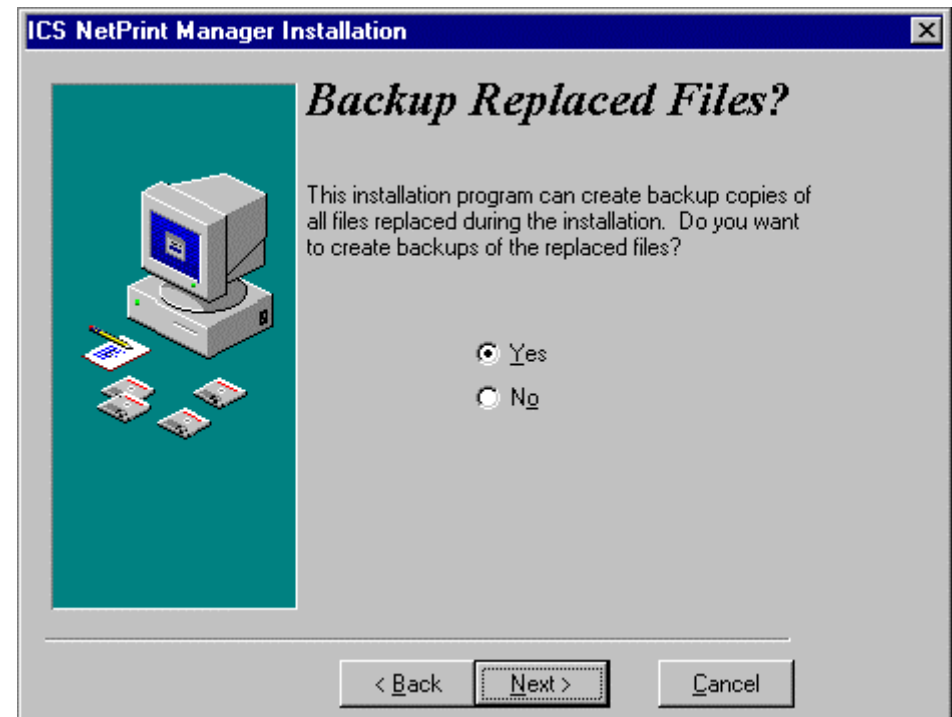 ICS NetPrint Manager Installation
Backup Replaced Files?
This installation program can create backup copies of
all files replaced during the installation.  Do you want
to create backups of the replaced files?
Yes
No
< Back
Next >
Cancel